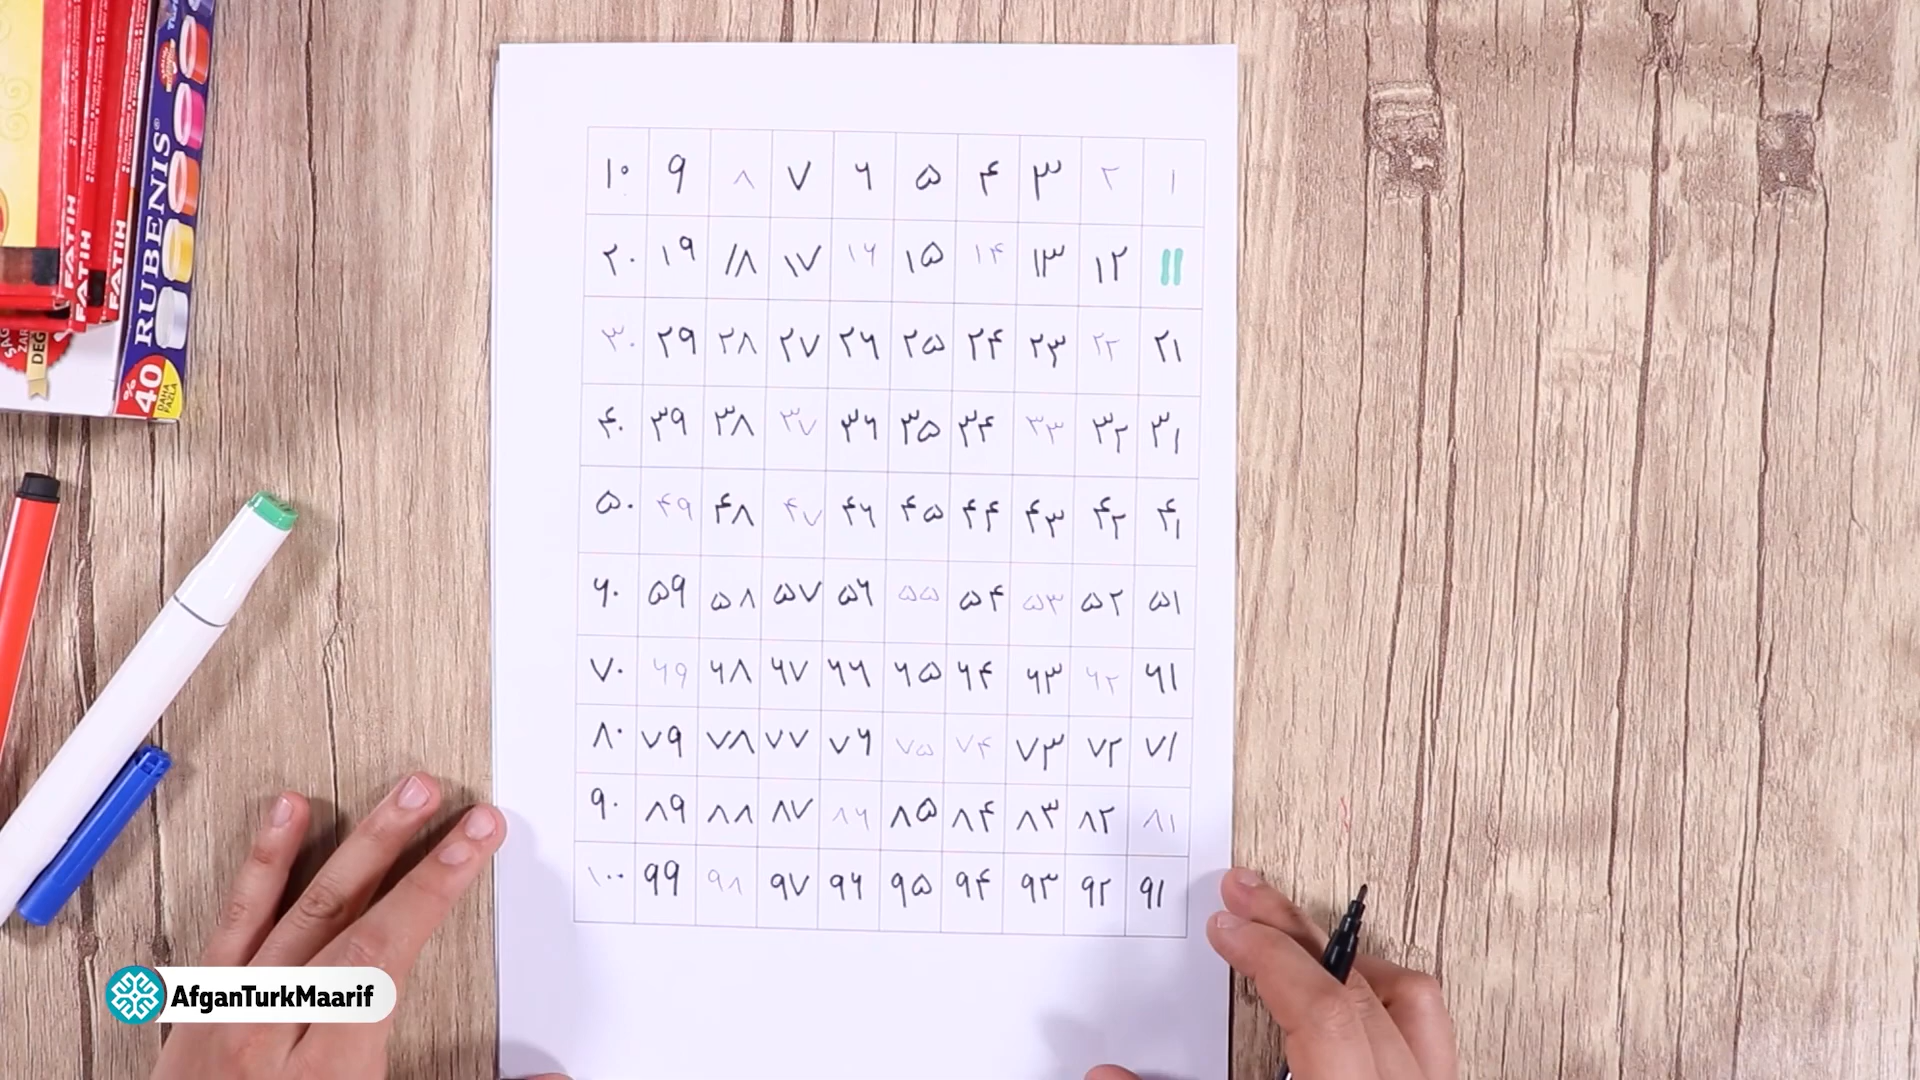 ۱ ۲ ۳ ۴ ۵ ۶ ۷ ۸ ۹ ۱۰
۱۱ ۱۲ ۱۳ ۱۴ ۱۵ ۱۶ ۱۷ ۱۸ ۱۹ ۲۰
۲۱ ۲۲ ۲۳ ۲۴ ۲۵ ۲۶ ۲۷ ۲۸ ۲۹ ۳۰
۳۱ ۳۲ ۳۳ ۳۴ ۳۵ ۳۶ ۳۷ ۳۸ ۳۹ ۴۰
۴۱ ۴۲ ۴۳ ۴۴ ۴۵ ۴۶ ۴۷ ۴۸ ۴۹ ۵۰
۵۱ ۵۲ ۵۳ ۵۴ ۵۵ ۵۶ ۵۷ ۵۸ ۵۹ ۶۰
۶۱ ۶۲ ۶۳ ۶۴ ۶۵ ۶۶ ۶۷ ۶۸ ۶۹ ۷۰
۷۱ ۷۲ ۷۳ ۷۴ ۷۵ ۷۶ ۷۷ ۷۸ ۷۹ ۸۰
۸۱ ۸۲ ۸۳ ۸۴ ۸۵ ۸۶ ۸۷ ۸۸ ۸۹ ۹۰
۹۱ ۹۲ ۹۳ ۹۴ ۹۵ ۹۶ ۹۷ ۹۸ ۹۹ ۱۰۰
FATIH
FATIH
FATIH
RUBENIS®
%40
DAHA FAZLA
AfganTurkMaarif